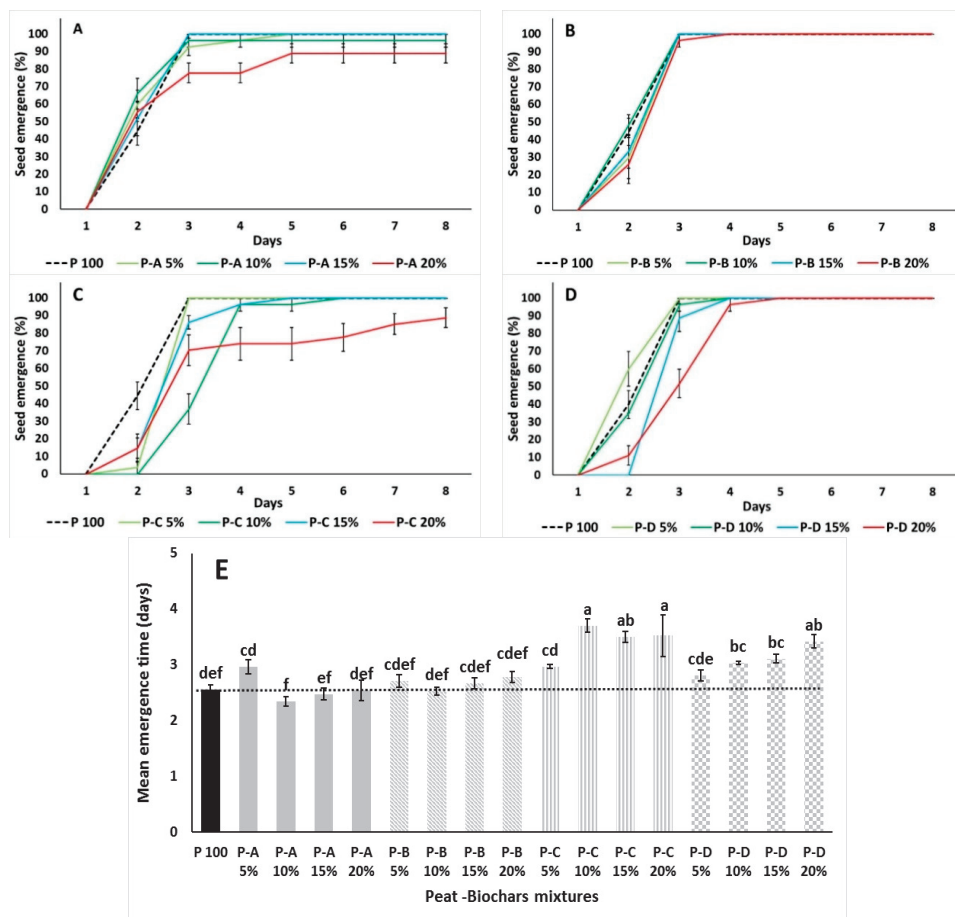 A
Seed emergence (%)
100
90
80
70
60
50
40
30
20
10
0
1 2 3 4 5 6 7 8
Days
P 100 P-A 5% P-A 10% P-A 15% P-A 20%
B
Seed emergence (%)
100
90
80
70
60
50
40
30
20
10
0
1 2 3 4 5 6 7 8
Days
P 100 P-B 5% P-B 10% P-B 15% P-B 20%
C
Seed emergence (%)
100
90
80
70
60
50
40
30
20
10
0
1 2 3 4 5 6 7 8
Days
P 100 P-C 5% P-C 10% P-C 15% P-C 20%
D
Seed emergence (%)
100
90
80
70
60
50
40
30
20
10
0
1 2 3 4 5 6 7 8
Days
P 100 P-D 5% P-D 10% P-D 15% P-D 20%
E
Mean emergence time (days)
5
4
3
2
1
0
def cd f ef def cdef def cdef cdef cd a ab a cde bc bc ab
P 100 P-A P-A P-A P-A P-B P-B P-B P-B P-C P-C P-C P-C P-D P-D P-D P-D
5% 10% 15% 20% 5% 10% 15% 20% 5% 10% 15% 20% 5% 10% 15% 20%
Peat -Biochars mixtures